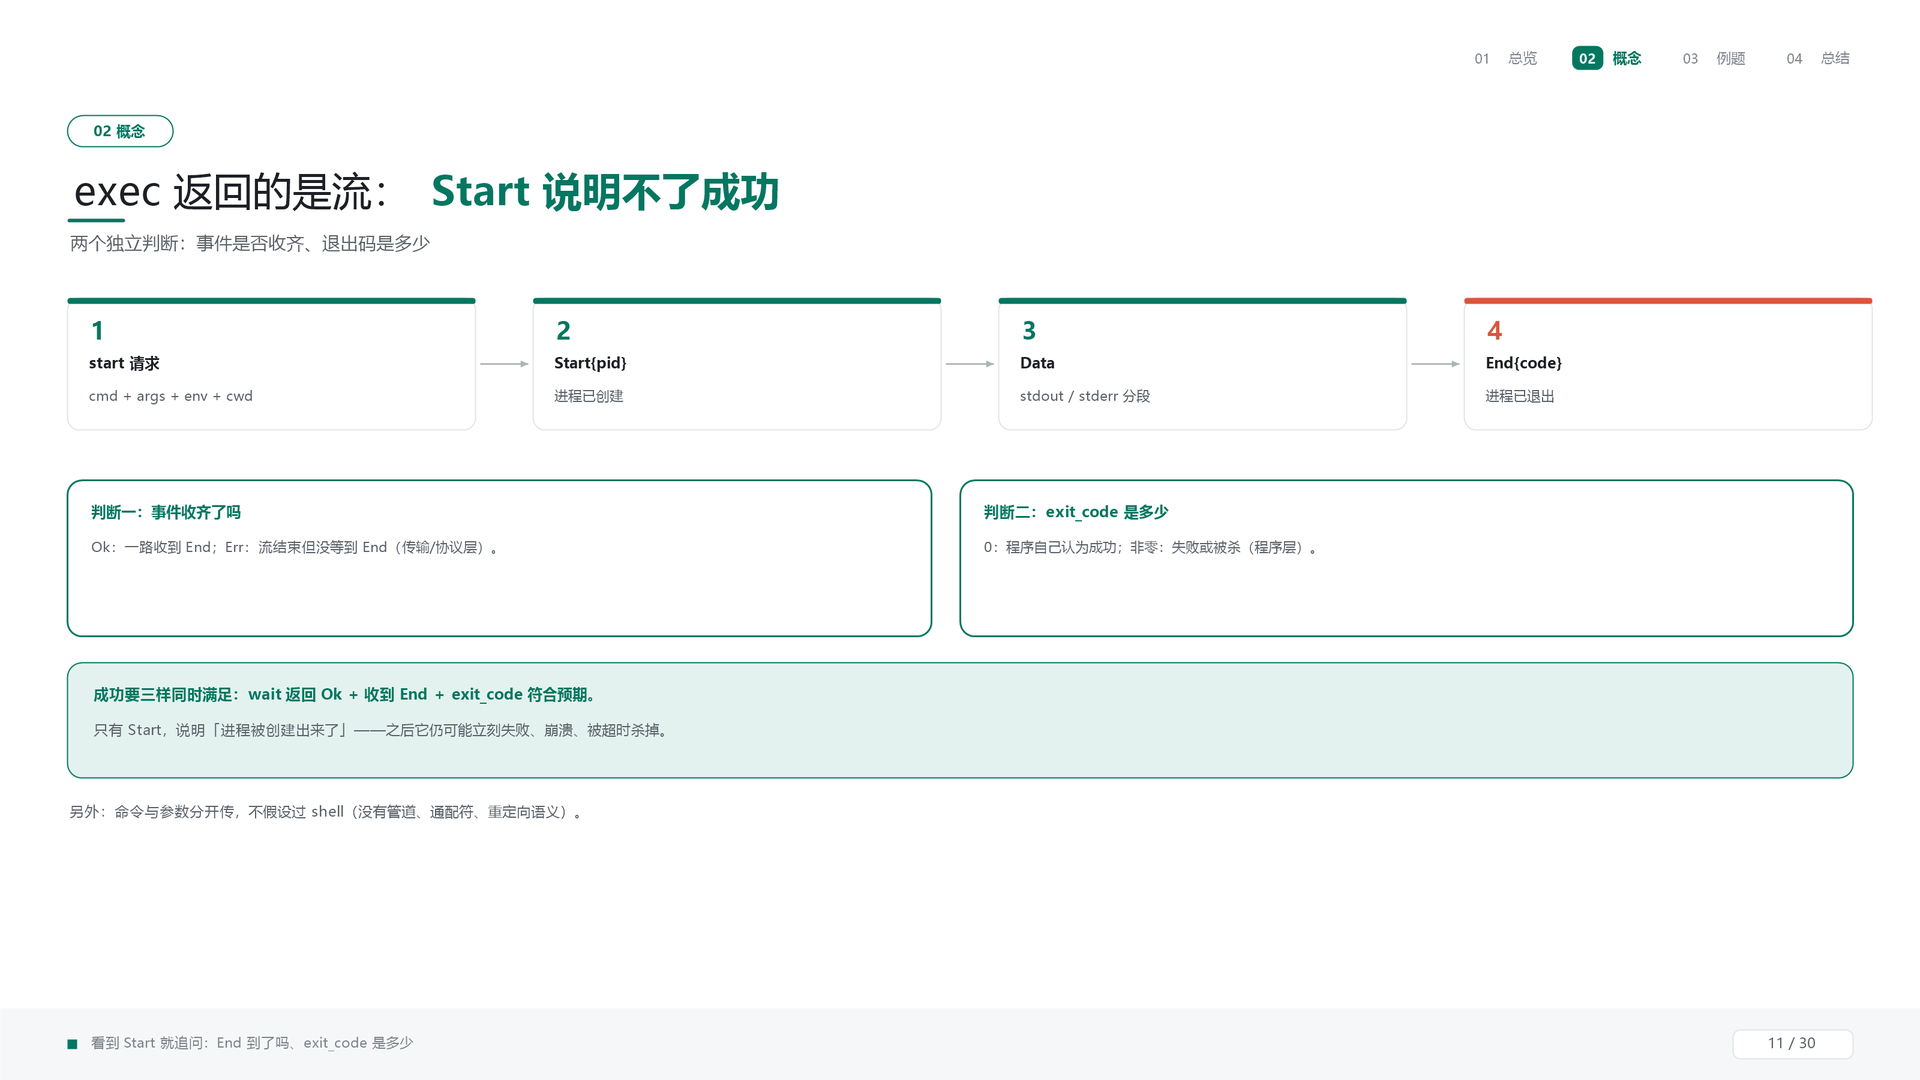 01 总览 02 概念 03 例题 04 总结
02 概念
exec 返回的是流： Start 说明不了成功
两个独立判断：事件是否收齐、退出码是多少
1
start 请求
cmd + args + env + cwd
2
Start{pid}
进程已创建
3
Data
stdout / stderr 分段
4
End{code}
进程已退出
判断一：事件收齐了吗
Ok：一路收到 End；Err：流结束但没等到 End（传输/协议层）。
判断二：exit_code 是多少
0：程序自己认为成功；非零：失败或被杀（程序层）。
成功要三样同时满足：wait 返回 Ok + 收到 End + exit_code 符合预期。
只有 Start，说明「进程被创建出来了」——之后它仍可能立刻失败、崩溃、被超时杀掉。
另外：命令与参数分开传，不假设过 shell（没有管道、通配符、重定向语义）。
看到 Start 就追问：End 到了吗、exit_code 是多少
11 / 30